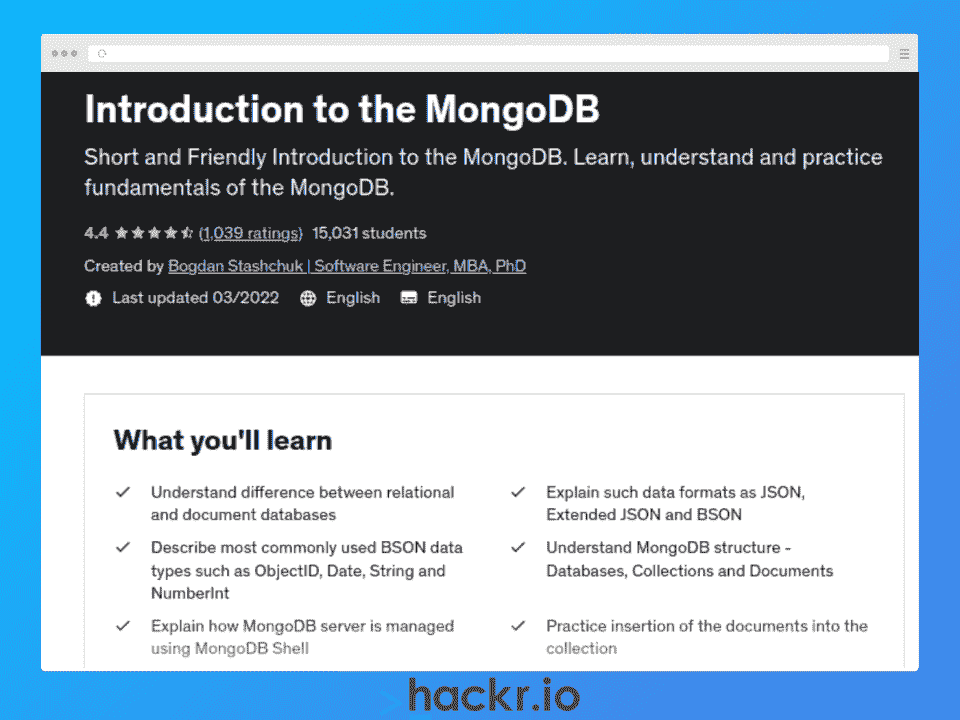 Introduction to the MongoDB
Short and Friendly Introduction to the MongoDB. Learn, understand and practice
fundamentals of the MongoDB.
4.4 (1,039 ratings) 15,031 students
Created by Bogdan Stashchuk | Software Engineer, MBA, PhD
Last updated 03/2022 English English
What you'll learn
Understand difference between relational
and document databases
Explain such data formats as JSON,
Extended JSON and BSON
Describe most commonly used BSON data
types such as ObjectID, Date, String and
NumberInt
Understand MongoDB structure -
Databases, Collections and Documents
Explain how MongoDB server is managed
using MongoDB Shell
Practice insertion of the documents into the
collection
hackr.io